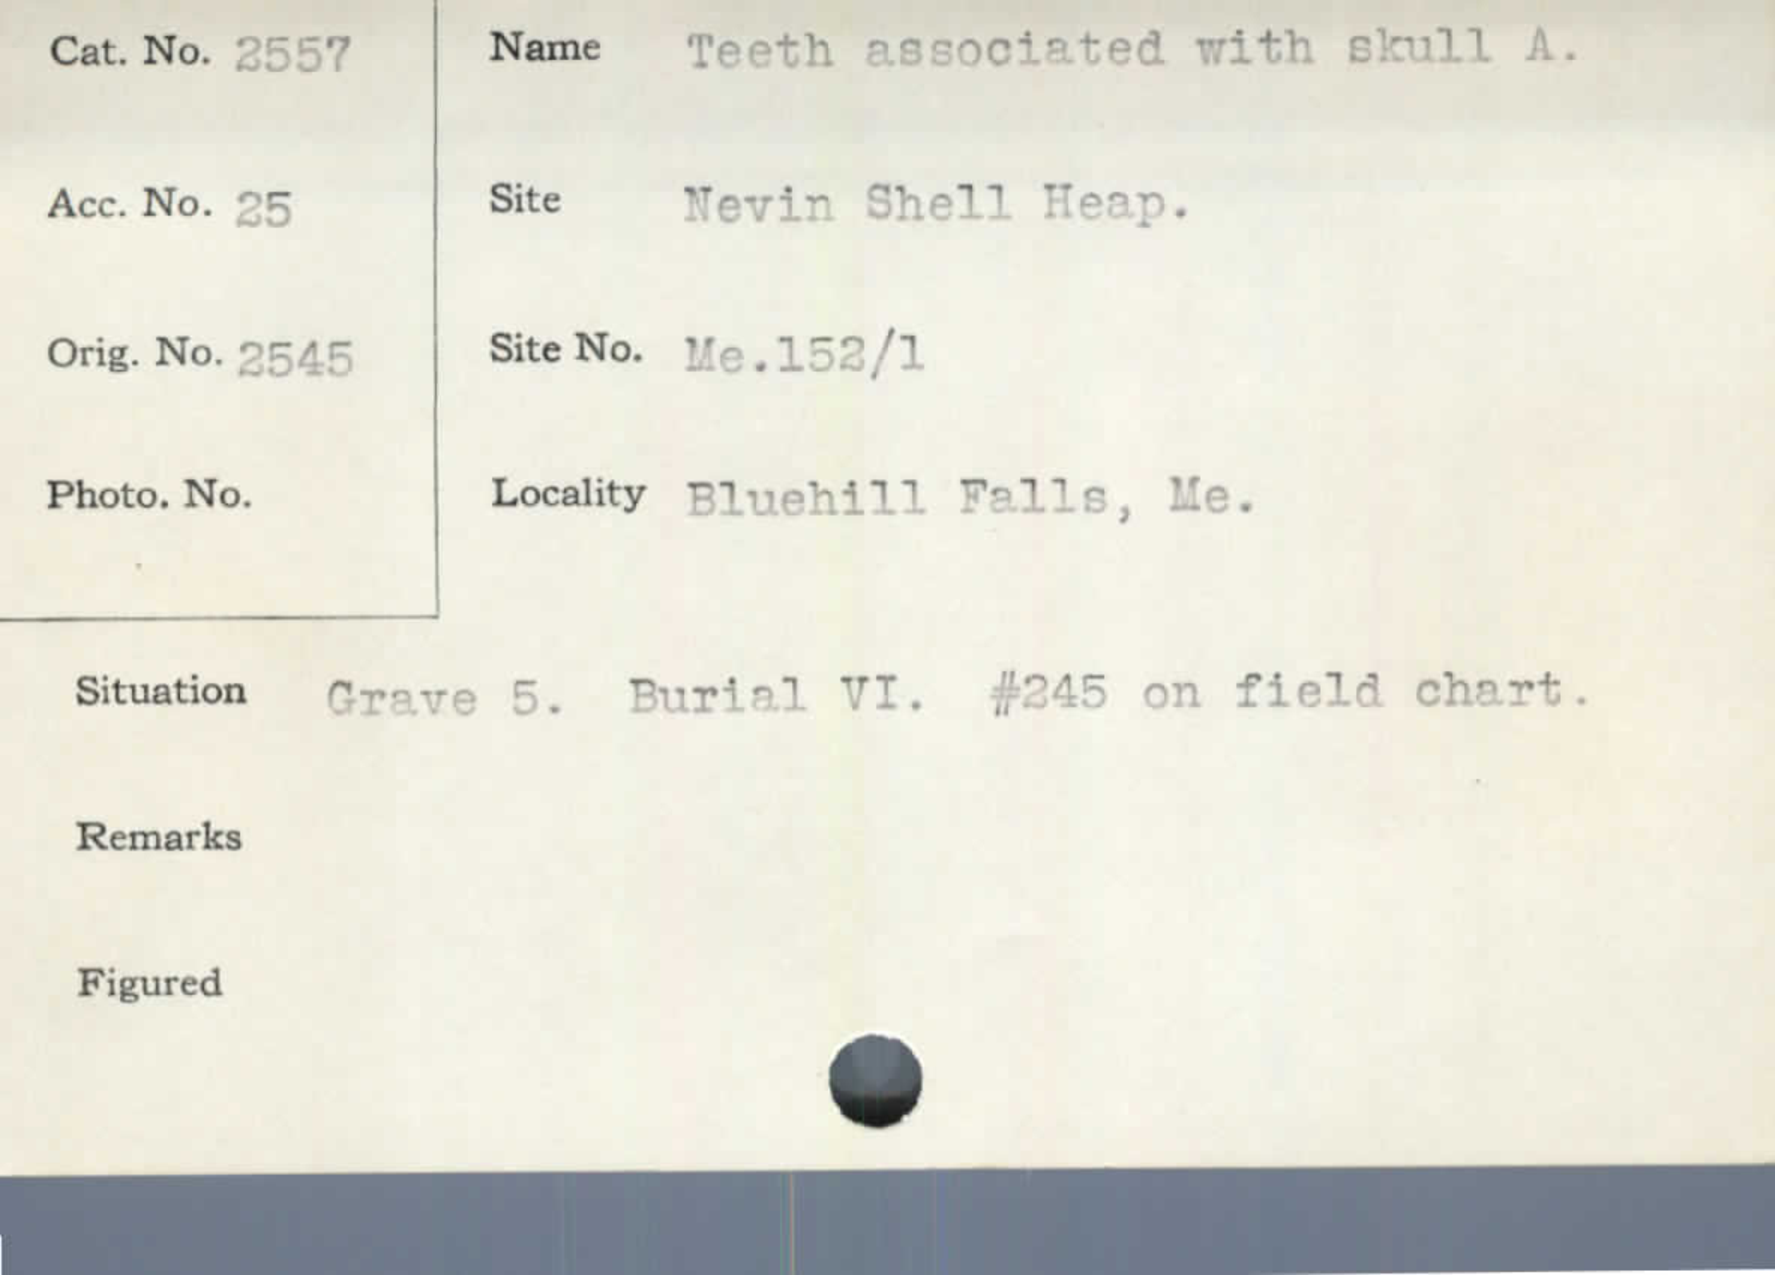 Cat. No. 2557 Name Teeth associated with skull A.
Acc. No. 25 Site Nevin Shell Heap.
Orig. No. 2545 Site No. Me.152/1
Photo. No. Locality Bluehill Falls, Me.
Situation Grave 5. Burial VI. #245 on field chart.
Remarks
Figured